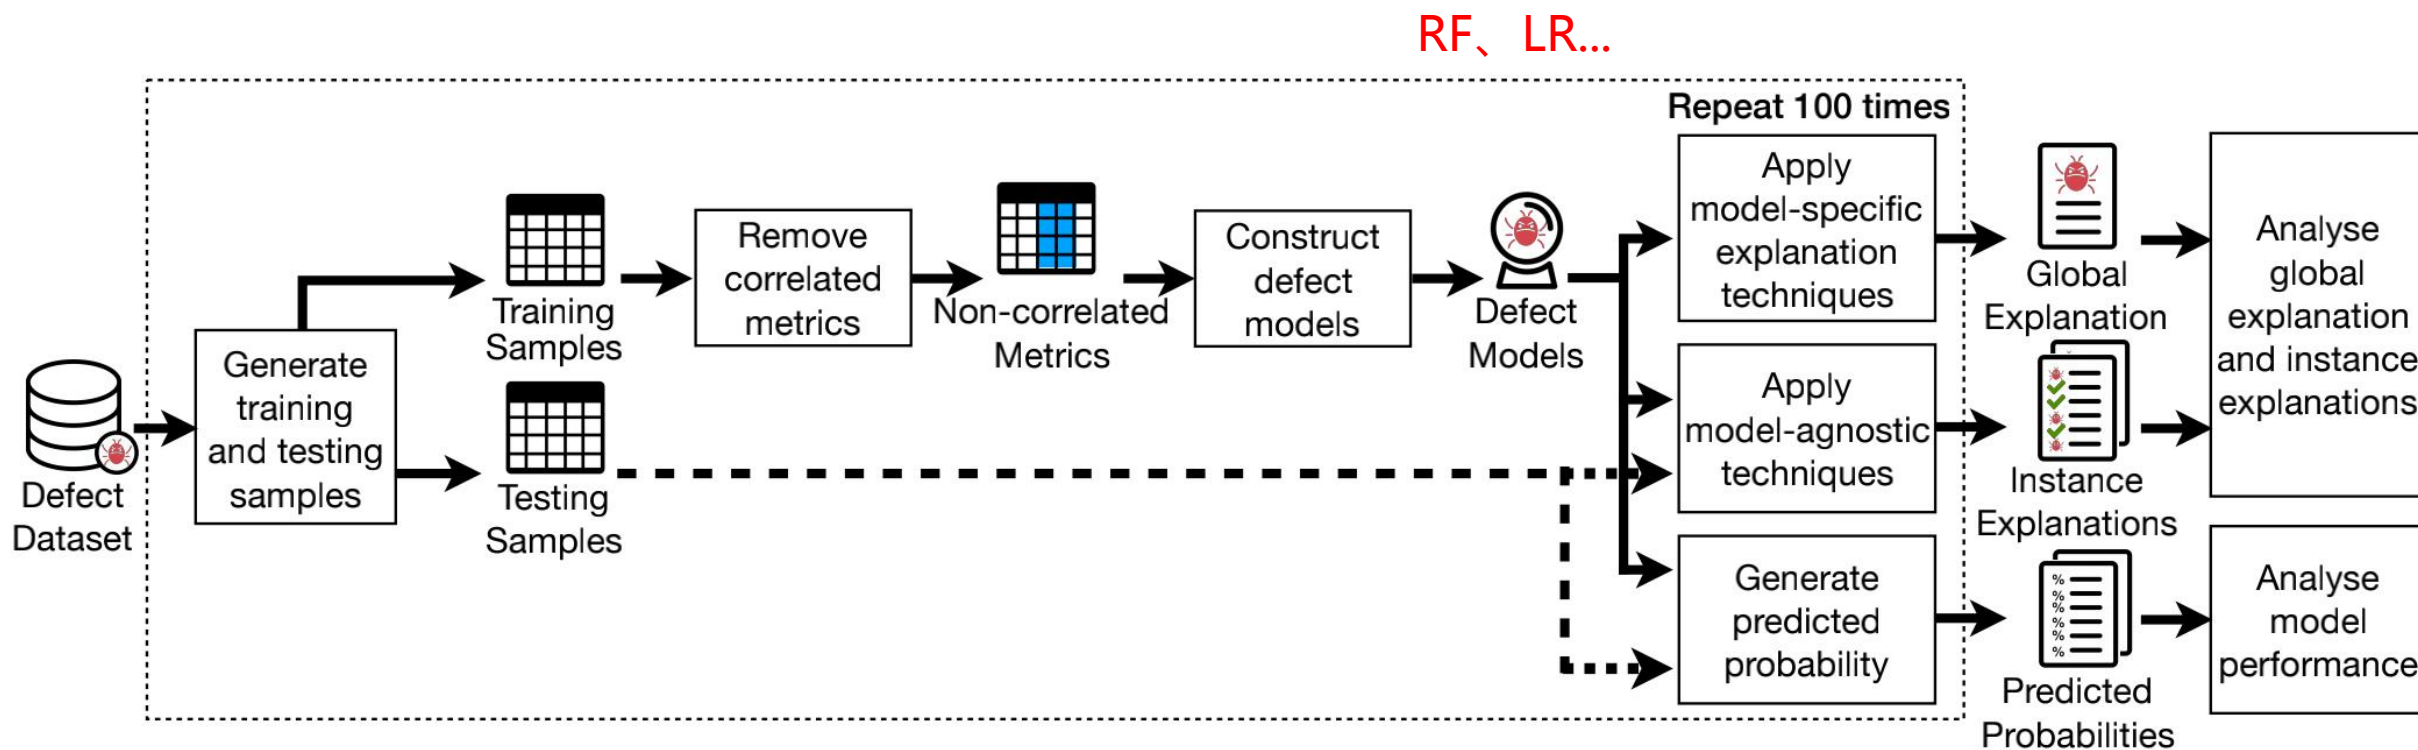 RF、LR...
Repeat 100 times
Defect
Dataset
Generate
training
and testing
samples
Training
Samples
Testing
Samples
Remove
correlated
metrics
Non-correlated
Metrics
Construct
defect
models
Defect
Models
Apply
model-specific
explanation
techniques
Apply
model-agnostic
techniques
Generate
predicted
probability
Global
Explanation
Instance
Explanations
%
%
%
%
%
%
Predicted
Probabilities
Analyse
global
explanation
and instance
explanations
Analyse
model
performance